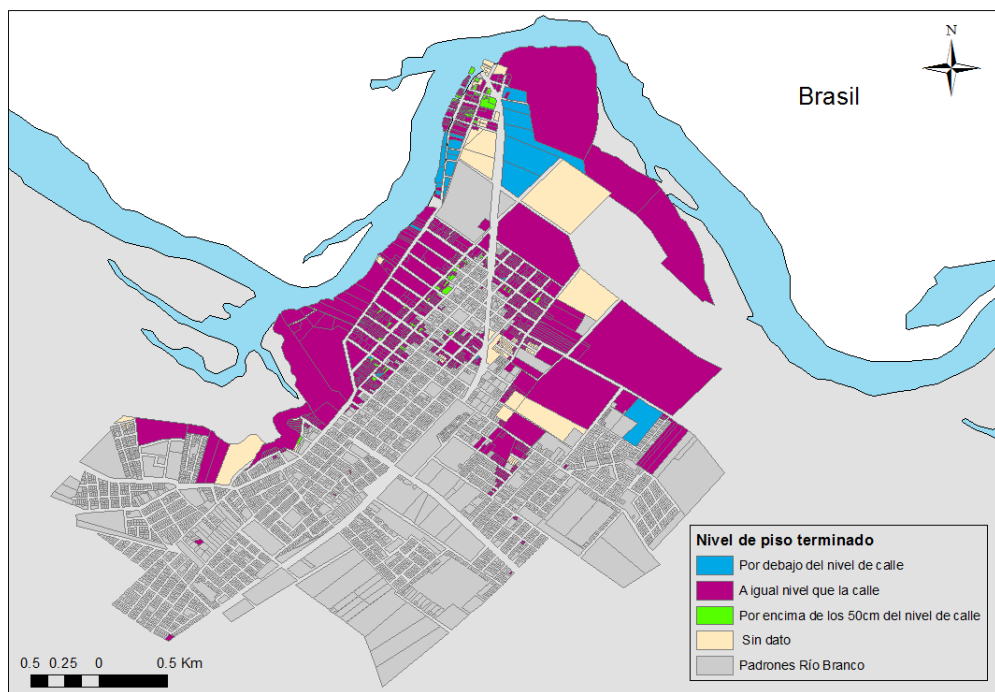 N
Brasil
Nivel de piso terminado
Por debajo del nivel de calle
A igual nivel que la calle
Por encima de los 50cm del nivel de calle
Sin dato
Padrones Río Branco
0.5 0.25 0 0.5 Km